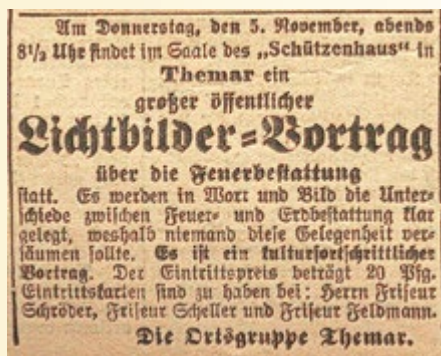 Am Donnerstag, den 5. November, abends
8½ Uhr findet im Saale des „Schützenhaus“ in
Themar ein
großer öffentlicher
Lichtbilder=Vortrag
über die Feuerbestattung
statt. Es werden in Wort und Bild die Unter=
schiede zwischen Feuer= und Erdbestattung klar
gelegt, weshalb niemand diese Gelegenheit ver=
säumen sollte. Es ist ein kulturfortschrittlicher
Vortrag. Der Eintrittspreis beträgt 20 Pfg.
Eintrittskarten sind zu haben bei: Herrn Friseur
Schröder, Friseur Scheller und Friseur Feldmann.
Die Ortsgruppe Themar.